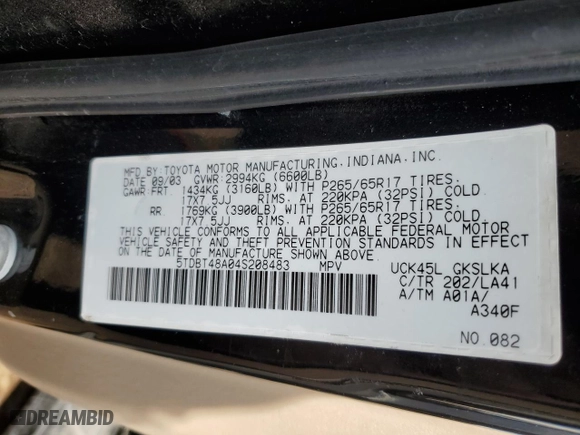 MFD.BY:TOYOTA MOTOR MANUFACTURING,INDIANA,INC.
DATE 09/03 GVWR 2994KG (6600LB)
GAWR FRT. 1434KG (3160LB) WITH P265/65R17 TIRES.
17X7.5JJ RIMS. AT 220KPA (32PSI) COLD
RR. 1769KG (3900LB) WITH P265/65R17 TIRES.
17X7.5JJ RIMS. AT 220KPA (32PSI) COLD
THIS VEHICLE CONFORMS TO ALL APPLICABLE FEDERAL MOTOR
VEHICLE SAFETY AND THEFT PREVENTION STANDARDS IN EFFECT
ON THE DATE OF MANUFACTURE SHOWN ABOVE.
5TDBT48A04S208483 MPV
UCK45L GKSLKA
C/TR 202/LA41
A/TM A01A/
A340F
NO.082
DREAMBID